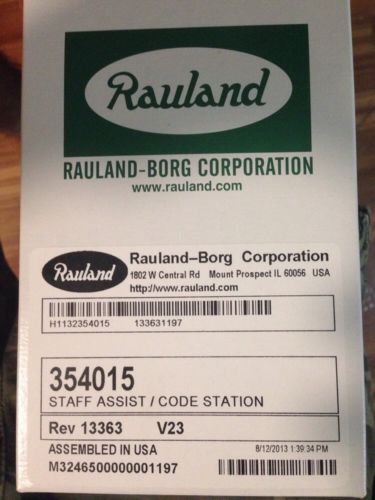 Rauland
RAULAND-BORG CORPORATION
www.rauland.com
Rauland
Rauland-Borg Corporation
1802 W Central Rd Mount Prospect IL 60056 USA
http://www.rauland.com
H1132354015 133631197
354015
STAFF ASSIST / CODE STATION
Rev 13363 V23
ASSEMBLED IN USA 8/12/2013 1:39:34 PM
M3246500000001197